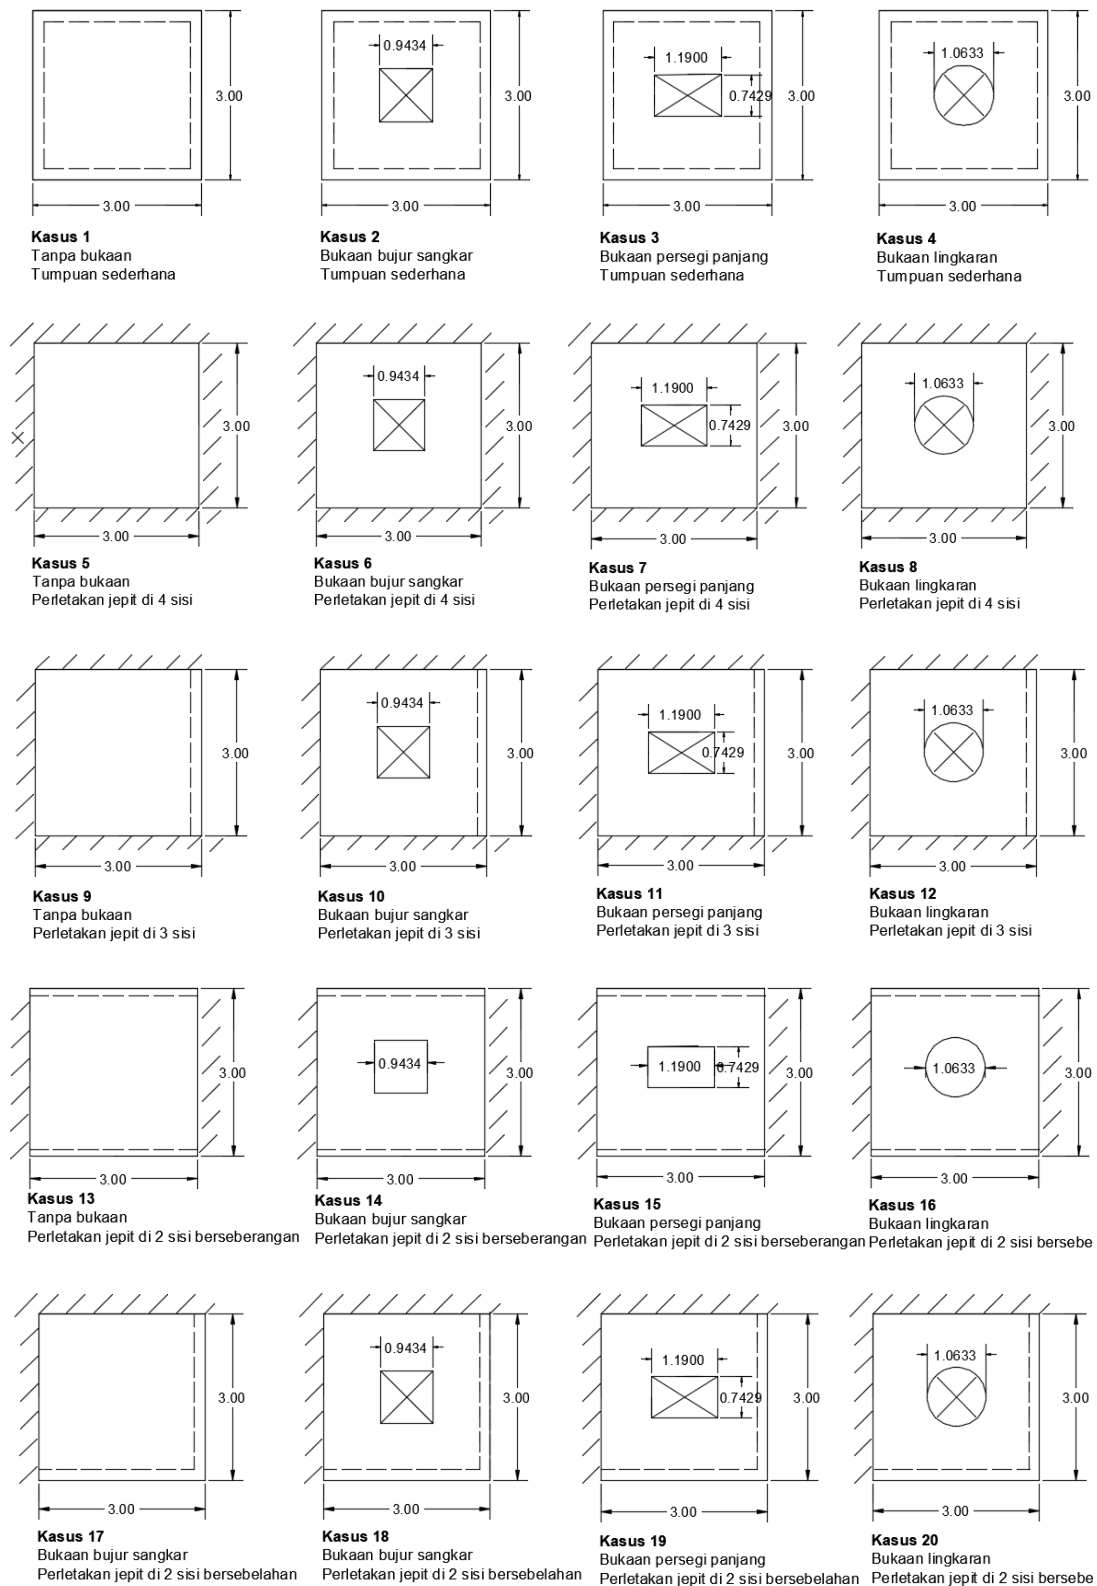 0.9434
1.1900
1.0633
3.00
3.00
0.7429
3.00
3.00
3.00
3.00
3.00
3.00
Kasus 1
Tanpa bukaan
Tumpuan sederhana
Kasus 2
Bukaan bujur sangkar
Tumpuan sederhana
Kasus 3
Bukaan persegi panjang
Tumpuan sederhana
Kasus 4
Bukaan lingkaran
Tumpuan sederhana
0.9434
1.1900
1.0633
3.00
3.00
0.7429
3.00
3.00
3.00
3.00
3.00
3.00
Kasus 5
Tanpa bukaan
Perletakan jepit di 4 sisi
Kasus 6
Bukaan bujur sangkar
Perletakan jepit di 4 sisi
Kasus 7
Bukaan persegi panjang
Perletakan jepit di 4 sisi
Kasus 8
Bukaan lingkaran
Perletakan jepit di 4 sisi
0.9434
1.1900
1.0633
3.00
3.00
0.7429
3.00
3.00
3.00
3.00
3.00
3.00
Kasus 9
Tanpa bukaan
Perletakan jepit di 3 sisi
Kasus 10
Bukaan bujur sangkar
Perletakan jepit di 3 sisi
Kasus 11
Bukaan persegi panjang
Perletakan jepit di 3 sisi
Kasus 12
Bukaan lingkaran
Perletakan jepit di 3 sisi
3.00
0.9434
3.00
1.1900
0.7429
3.00
1.0633
3.00
3.00
3.00
3.00
3.00
Kasus 13
Tanpa bukaan
Perletakan jepit di 2 sisi berseberangan
Kasus 14
Bukaan bujur sangkar
Perletakan jepit di 2 sisi berseberangan
Kasus 15
Bukaan persegi panjang
Perletakan jepit di 2 sisi berseberangan
Kasus 16
Bukaan lingkaran
Perletakan jepit di 2 sisi bersebe
0.9434
1.1900
1.0633
3.00
3.00
0.7429
3.00
3.00
3.00
3.00
3.00
3.00
Kasus 17
Bukaan bujur sangkar
Perletakan jepit di 2 sisi bersebelahan
Kasus 18
Bukaan bujur sangkar
Perletakan jepit di 2 sisi bersebelahan
Kasus 19
Bukaan persegi panjang
Perletakan jepit di 2 sisi bersebelahan
Kasus 20
Bukaan lingkaran
Perletakan jepit di 2 sisi bersebe